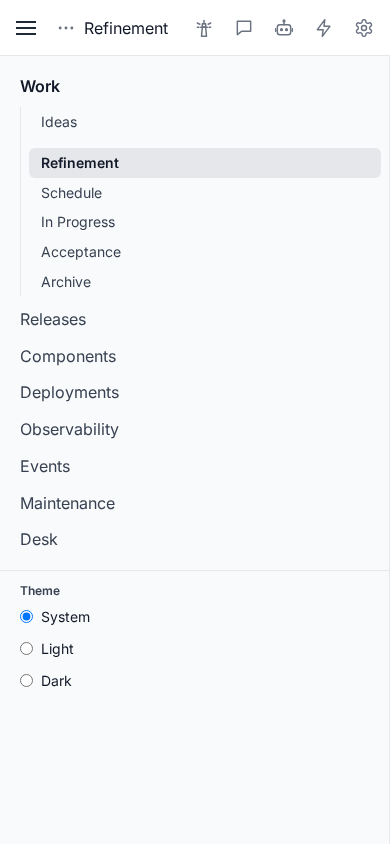 Refinement
Work
Ideas
Refinement
Schedule
In Progress
Acceptance
Archive
Releases
Components
Deployments
Observability
Events
Maintenance
Desk
Theme
System
Light
Dark